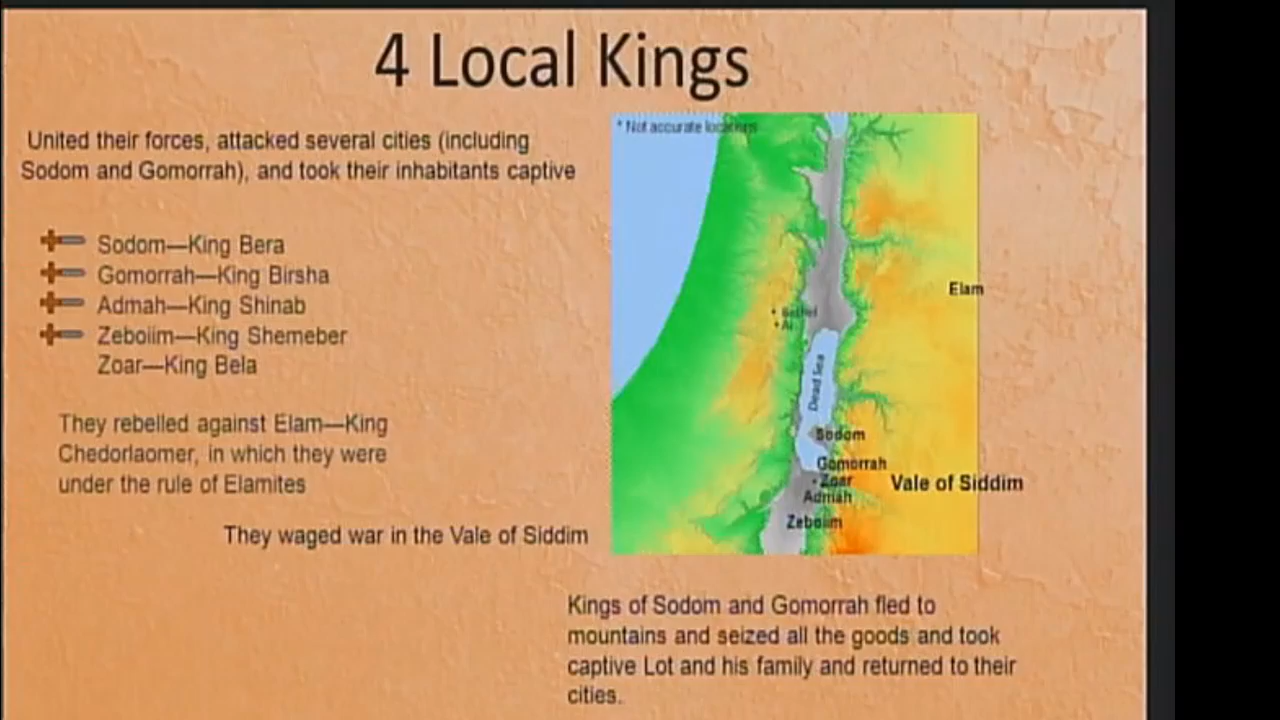 4 Local Kings
United their forces, attacked several cities (including
Sodom and Gomorrah), and took their inhabitants captive
Sodom—King Bera
Gomorrah—King Birsha
Admah—King Shinab
Zeboiim—King Shemeber
Zoar—King Bela
They rebelled against Elam—King
Chedorlaomer, in which they were
under the rule of Elamites
They waged war in the Vale of Siddim
* Not accurate locations
Elam
Bethel
Ai
Dead Sea
Sodom
Gomorrah
Zoar
Vale of Siddim
Admah
Zeboiim
Kings of Sodom and Gomorrah fled to
mountains and seized all the goods and took
captive Lot and his family and returned to their
cities.